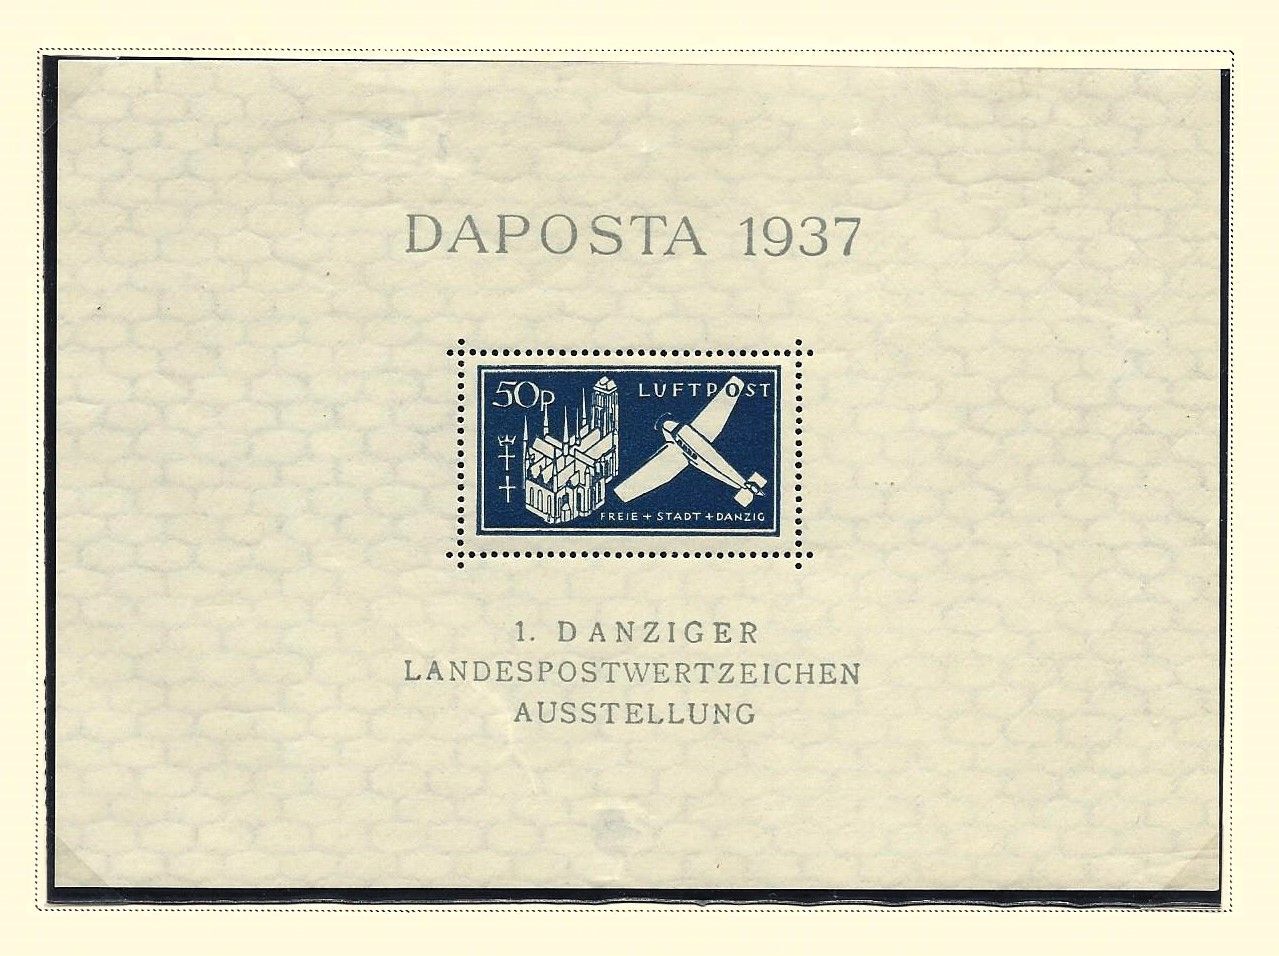 DAPOSTA 1937
50p LUFTPOST
FREIE + STADT + DANZIG
1. DANZIGER
LANDESPOSTWERTZEICHEN
AUSSTELLUNG